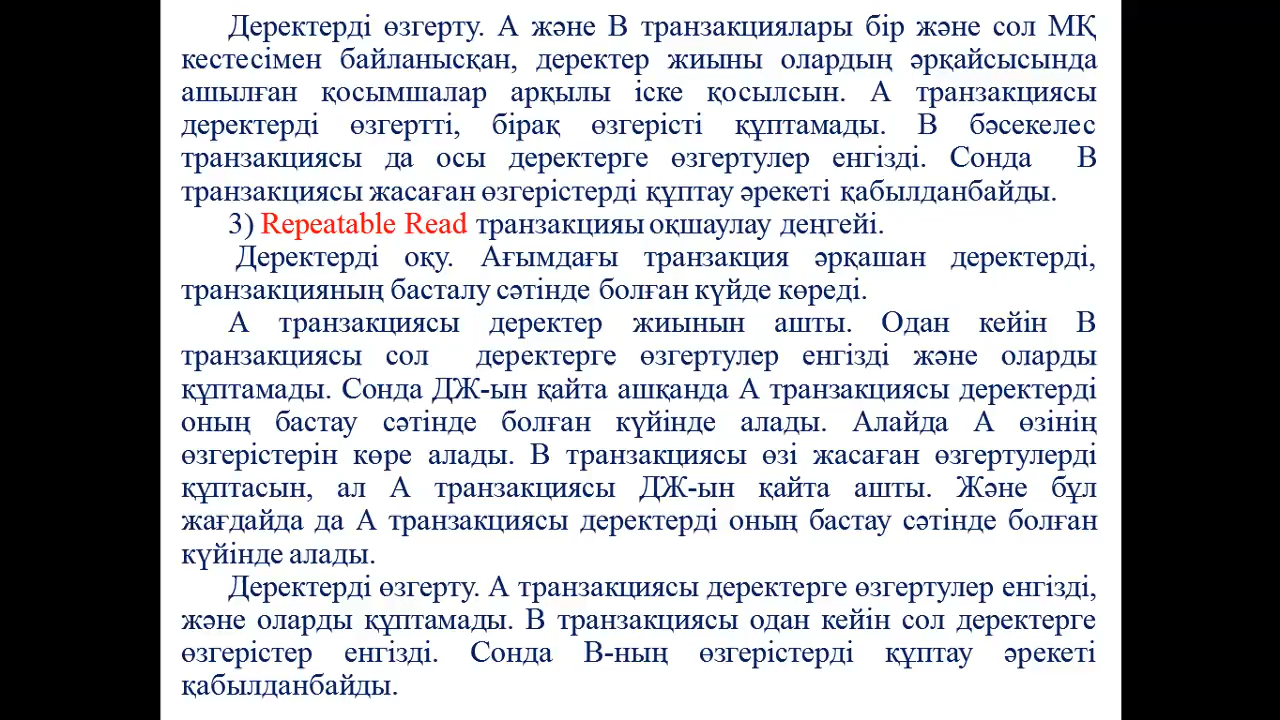 Деректерді өзгерту. А және В транзакциялары бір және сол МҚ
кестесімен байланысқан, деректер жиыны олардың әрқайсысында
ашылған қосымшалар арқылы іске қосылсын. А транзакциясы
деректерді өзгертті, бірақ өзгерісті құптамады. В бәсекелес
транзакциясы да осы деректерге өзгертулер енгізді. Сонда В
транзакциясы жасаған өзгерістерді құптау әрекеті қабылданбайды.
3) Repeatable Read транзакцияы оқшаулау деңгейі.
Деректерді оқу. Ағымдағы транзакция әрқашан деректерді,
транзакцияның басталу сәтінде болған күйде көреді.
А транзакциясы деректер жиынын ашты. Одан кейін В
транзакциясы сол деректерге өзгертулер енгізді және оларды
құптамады. Сонда ДЖ-ын қайта ашқанда А транзакциясы деректерді
оның бастау сәтінде болған күйінде алады. Алайда А өзінің
өзгерістерін көре алады. В транзакциясы өзі жасаған өзгертулерді
құптасын, ал А транзакциясы ДЖ-ын қайта ашты. Және бұл
жағдайда да А транзакциясы деректерді оның бастау сәтінде болған
күйінде алады.
Деректерді өзгерту. А транзакциясы деректерге өзгертулер енгізді,
және оларды құптамады. В транзакциясы одан кейін сол деректерге
өзгерістер енгізді. Сонда В-ның өзгерістерді құптау әрекеті
қабылданбайды.